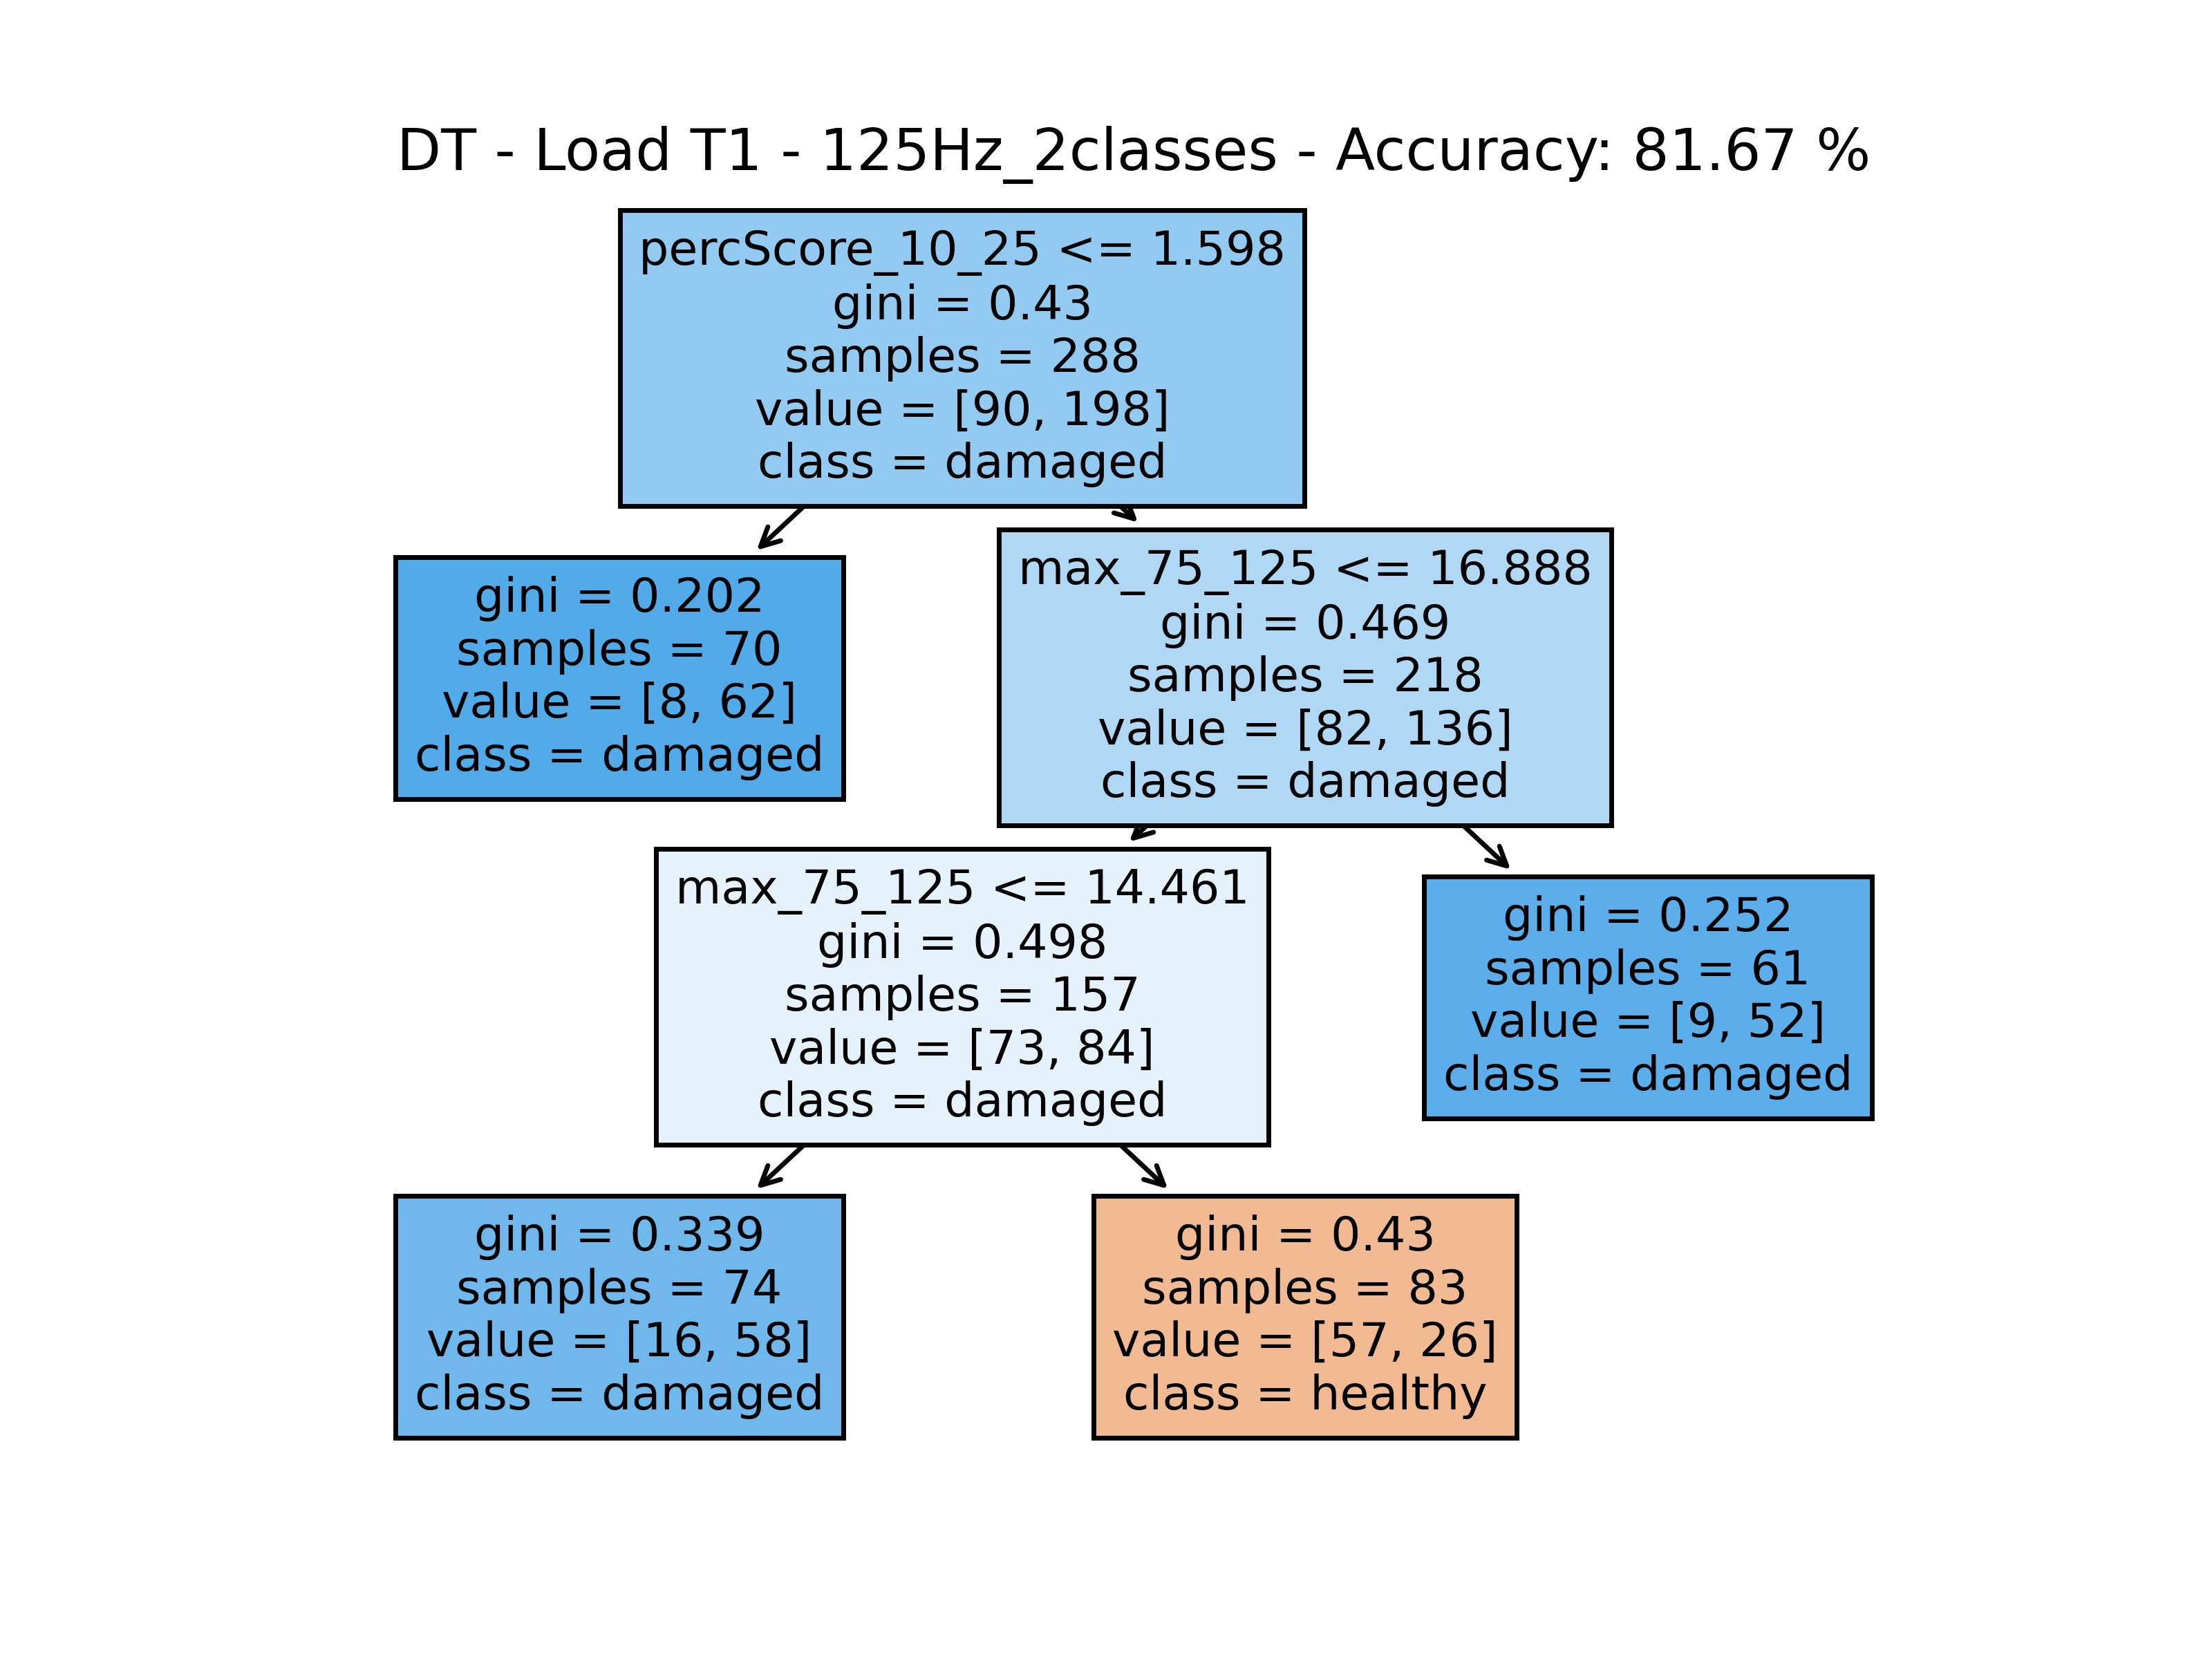 DT - Load T1 - 125Hz_2classes - Accuracy: 81.67 %
percScore_10_25 <= 1.598
gini = 0.43
samples = 288
value = [90, 198]
class = damaged
gini = 0.202
samples = 70
value = [8, 62]
class = damaged
max_75_125 <= 16.888
gini = 0.469
samples = 218
value = [82, 136]
class = damaged
max_75_125 <= 14.461
gini = 0.498
samples = 157
value = [73, 84]
class = damaged
gini = 0.252
samples = 61
value = [9, 52]
class = damaged
gini = 0.339
samples = 74
value = [16, 58]
class = damaged
gini = 0.43
samples = 83
value = [57, 26]
class = healthy